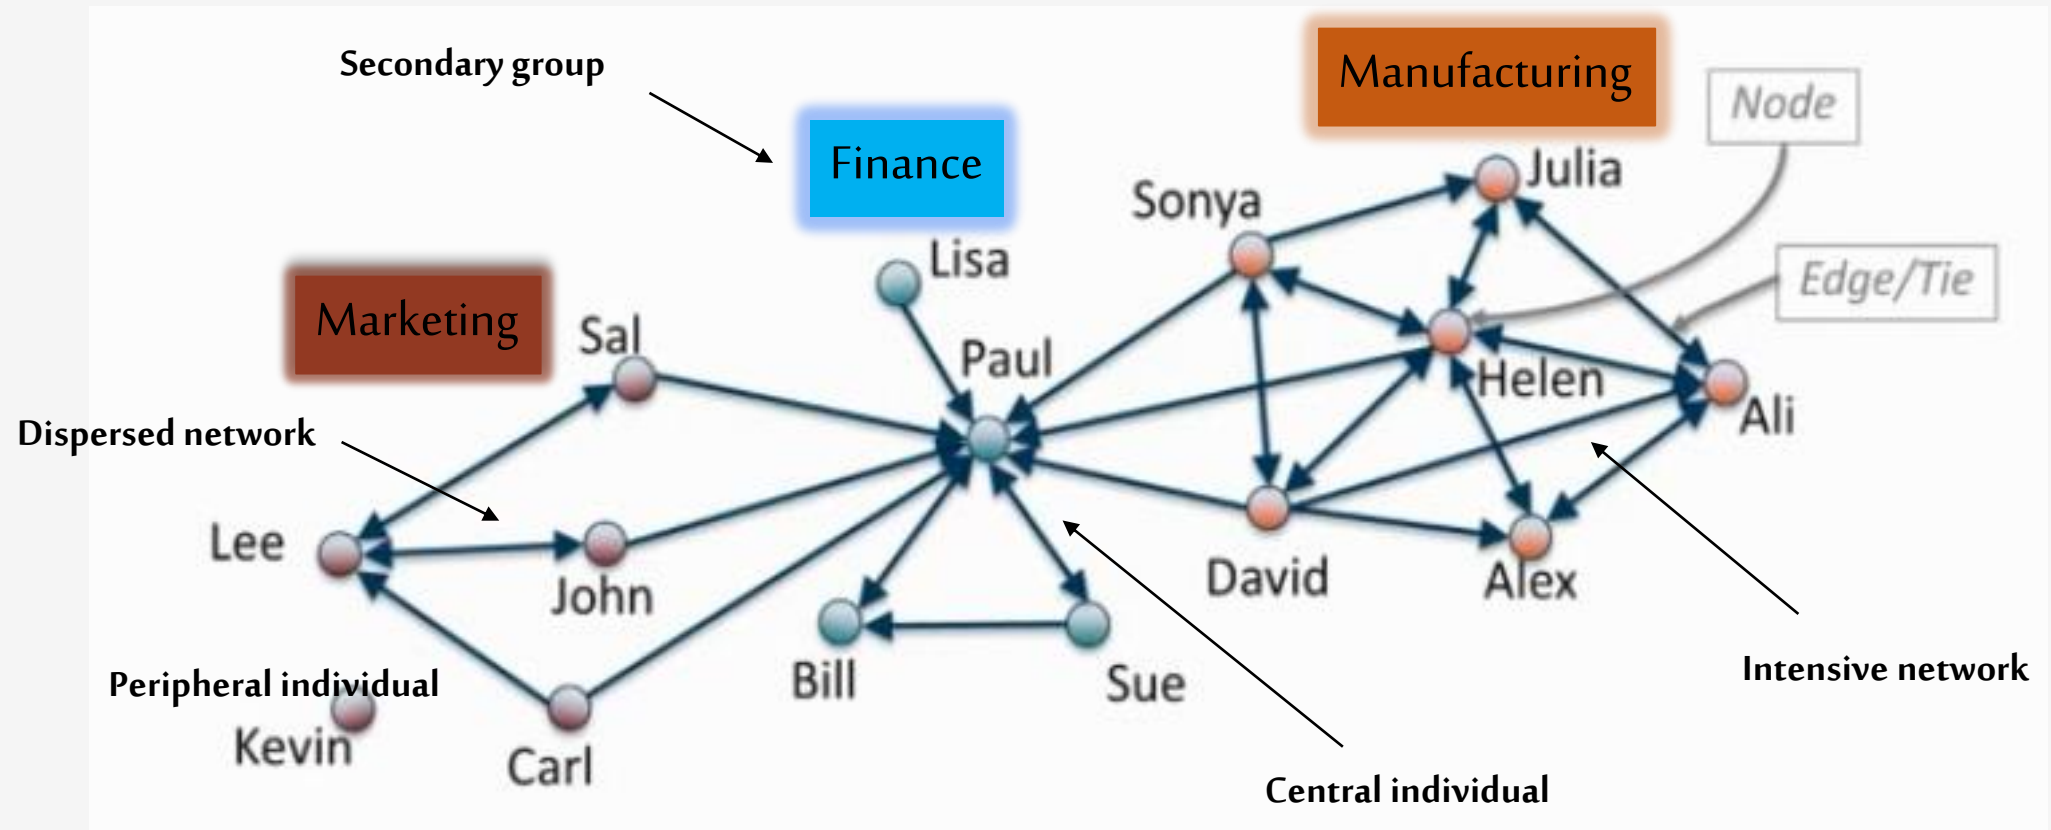 Secondary group
Manufacturing
Node
Finance
Julia
Sonya
Lisa
Edge/Tie
Marketing
Sal
Paul
Helen
Ali
Dispersed network
Lee
John
David
Alex
Peripheral individual
Bill
Sue
Intensive network
Kevin
Carl
Central individual